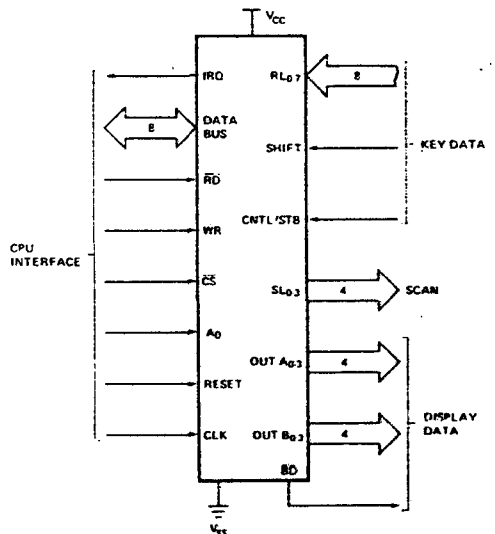 VCC
IRQ
RL0-7
8
DATA
BUS
8
SHIFT
KEY DATA
RD
CNTL/STB
WR
CPU
INTERFACE
CS
SL0-3
4
SCAN
A0
OUT A0-3
4
RESET
DISPLAY
DATA
CLK
OUT B0-3
4
BD
VSS